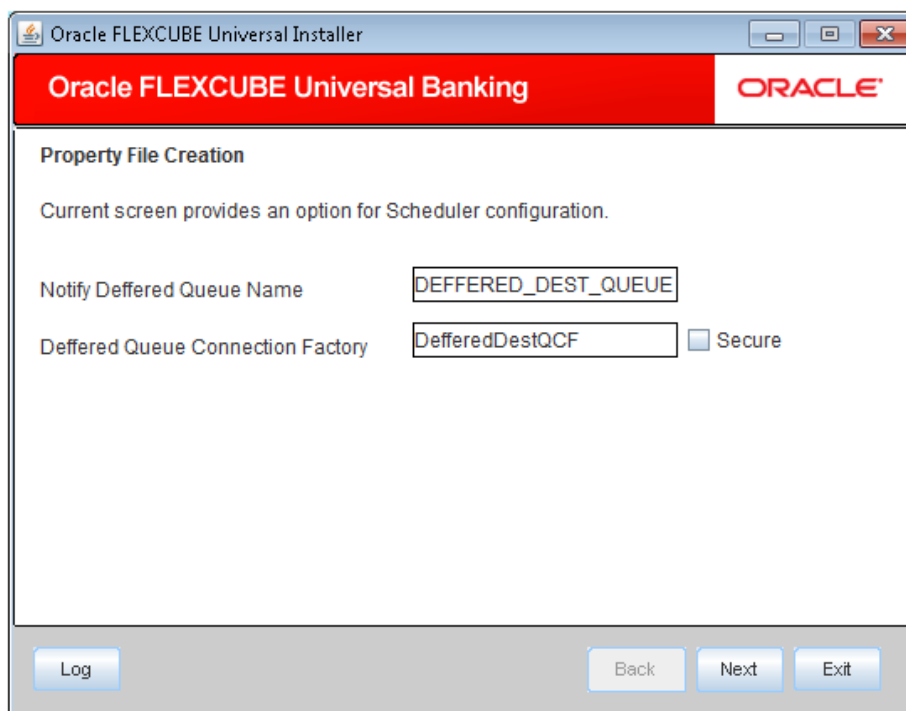 Oracle FLEXCUBE Universal Installer
Oracle FLEXCUBE Universal Banking
ORACLE
Property File Creation
Current screen provides an option for Scheduler configuration.
Notify Deffered Queue Name DEFFERED_DEST_QUEUE
Deffered Queue Connection Factory DefferedDestQCF Secure
Log Back Next Exit